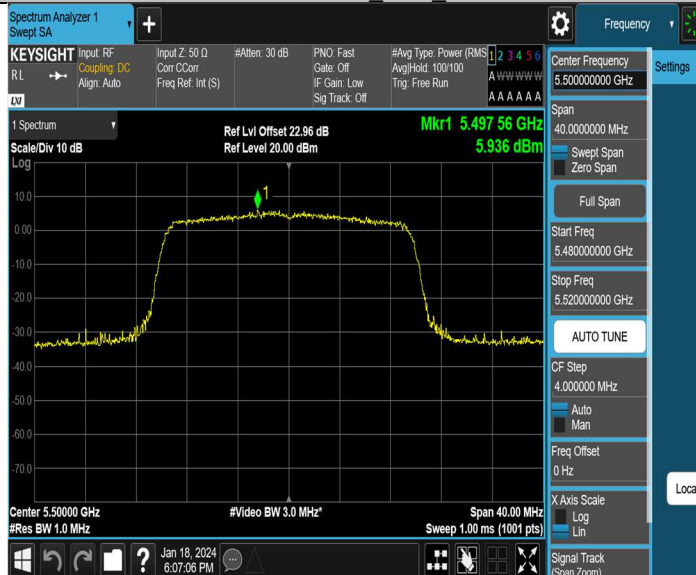 Spectrum Analyzer 1
Swept SA
+
Frequency
KEYSIGHT
RL
LXI
Input: RF
Coupling: DC
Align: Auto
Input Z: 50 Ω
Corr CCorr
Freq Ref: Int (S)
#Atten: 30 dB
PNO: Fast
Gate: Off
IF Gain: Low
Sig Track: Off
#Avg Type: Power (RMS
Avg|Hold: 100/100
Trig: Free Run
1 2 3 4 5 6
A W W W W W
A A A A A A
1 Spectrum
Scale/Div 10 dB
Log
Ref Lvl Offset 22.96 dB
Ref Level 20.00 dBm
Mkr1 5.497 56 GHz
5.936 dBm
1
10.0
0.00
-10.0
-20.0
-30.0
-40.0
-50.0
-60.0
-70.0
Center 5.50000 GHz
#Res BW 1.0 MHz
#Video BW 3.0 MHz*
Span 40.00 MHz
Sweep 1.00 ms (1001 pts)
Jan 18, 2024
6:07:06 PM
?
Center Frequency
5.500000000 GHz
Settings
Span
40.0000000 MHz
Swept Span
Zero Span
Full Span
Start Freq
5.480000000 GHz
Stop Freq
5.520000000 GHz
AUTO TUNE
CF Step
4.000000 MHz
Auto
Man
Freq Offset
0 Hz
Loca
X Axis Scale
Log
Lin
Signal Track
(Span Zoom)